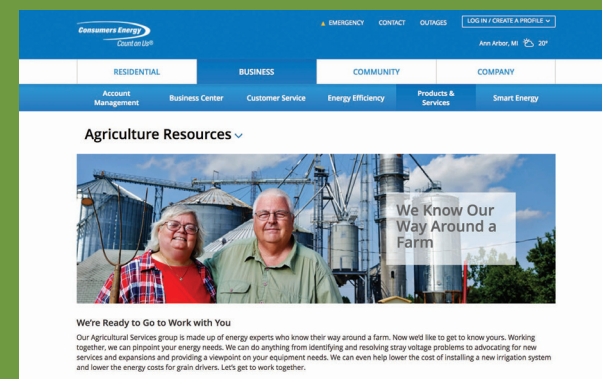 Consumers Energy
Count on Us®
EMERGENCY CONTACT OUTAGES LOG IN / CREATE A PROFILE
Ann Arbor, MI 20°
RESIDENTIAL BUSINESS COMMUNITY COMPANY
Account Management Business Center Customer Service Energy Efficiency Products & Services Smart Energy
Agriculture Resources
We Know Our
Way Around a
Farm
We're Ready to Go to Work with You
Our Agricultural Services group is made up of energy experts who know their way around a farm. Now we'd like to get to know yours. Working
together, we can pinpoint your energy needs. We can do anything from identifying and resolving stray voltage problems to advocating for new
services and expansions and providing a viewpoint on your equipment needs. We can even help lower the cost of installing a new irrigation system
and lower the energy costs for grain drivers. Let's get to work together.